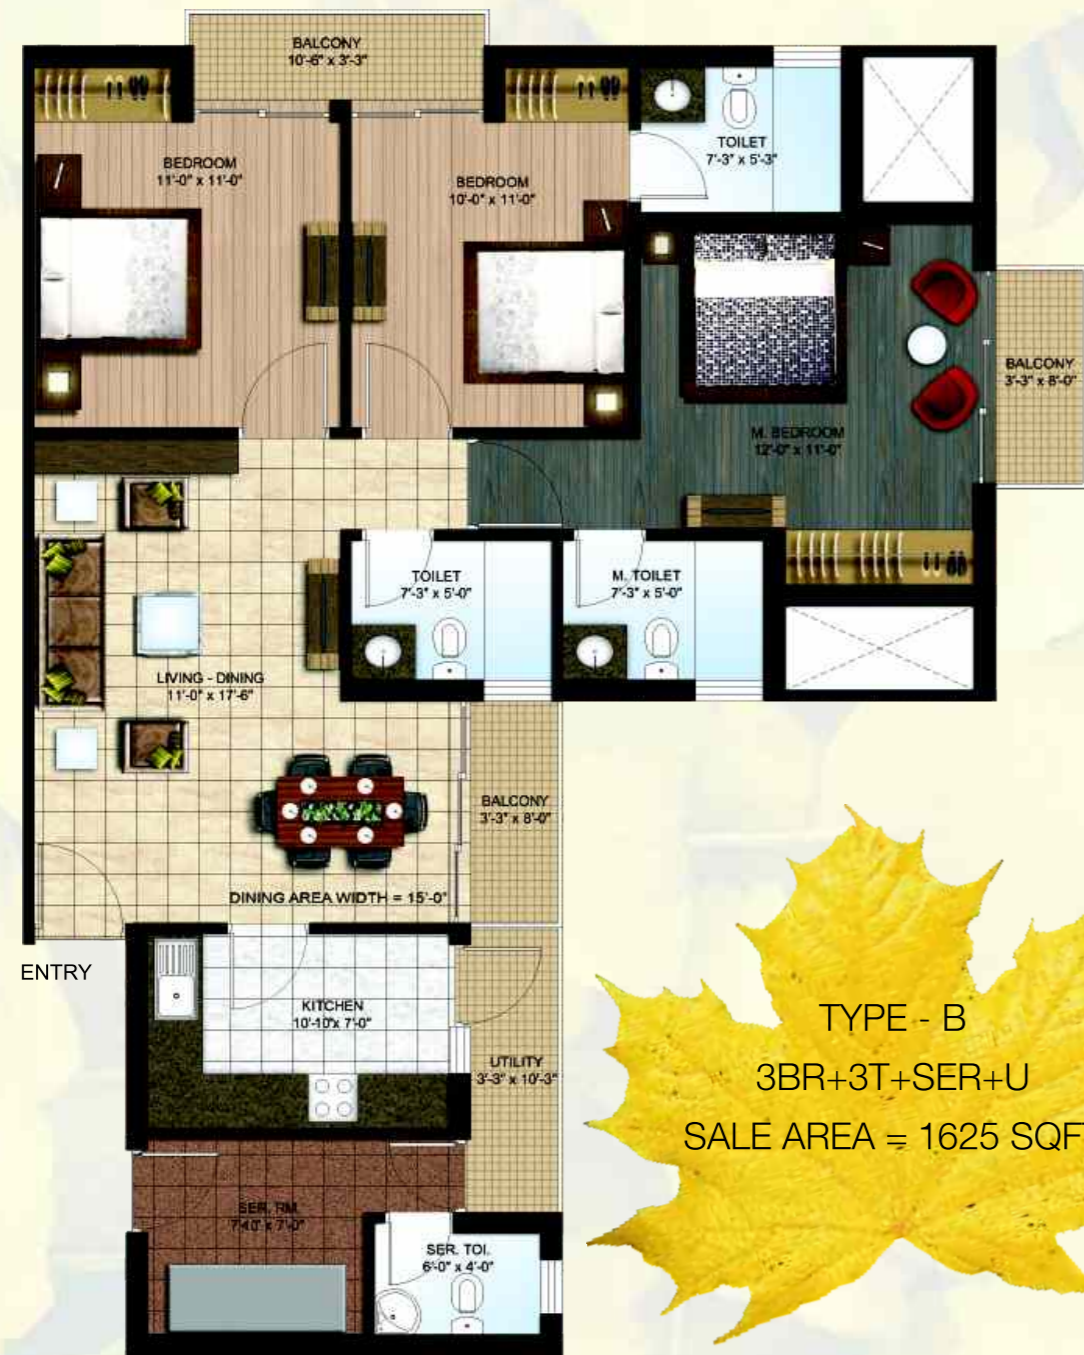 BALCONY
10'-6" x 3'-3"
BEDROOM
11'-0" x 11'-0"
BEDROOM
10'-0" x 11'-0"
TOILET
7'-3" x 5'-3"
BALCONY
3'-3" x 8'-0"
M. BEDROOM
12'-0" x 11'-0"
TOILET
7'-3" x 5'-0"
M. TOILET
7'-3" x 5'-0"
LIVING - DINING
11'-0" x 17'-6"
BALCONY
3'-3" x 8'-0"
DINING AREA WIDTH = 15'-0"
ENTRY
KITCHEN
10'-10"x 7'-0"
UTILITY
3'-3" x 10'-3"
SER. RM.
x 7'-0"
SER. TOI.
6'-0" x 4'-0"
TYPE - B
3BR+3T+SER+U
SALE AREA = 1625 SQF